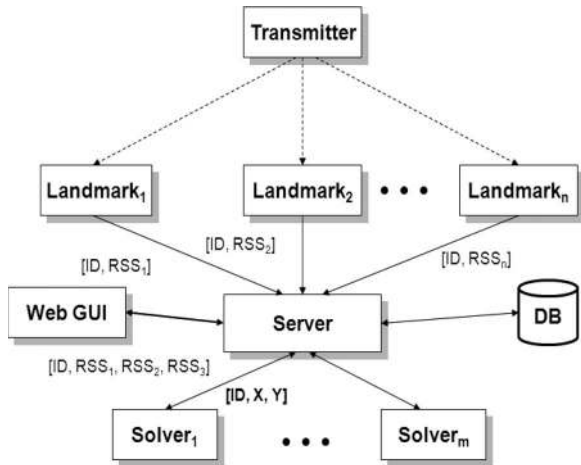 Transmitter
Landmark₁
Landmark₂
• • •
Landmarkₙ
[ID, RSS₁]
[ID, RSS₂]
[ID, RSSₙ]
Web GUI
Server
DB
[ID, RSS₁, RSS₂, RSS₃]
[ID, X, Y]
Solver₁
• • •
Solverₘ